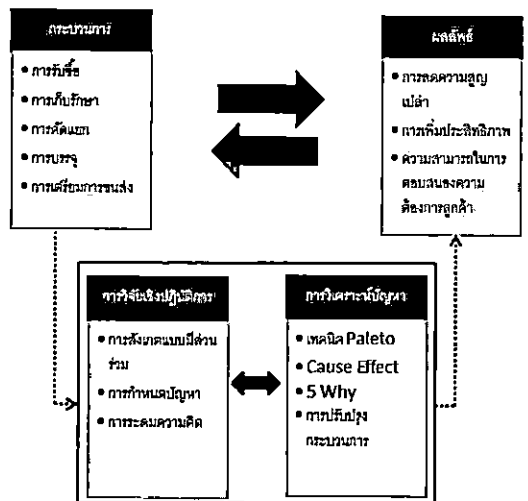 กระบวนการ
• การรับซื้อ
• การเก็บรักษา
• การคัดแยก
• การบรรจุ
• การเตรียมการขนส่ง
ผลลัพธ์
• การลดความสูญ
เปล่า
• การเพิ่มประสิทธิภาพ
• ความสามารถในการ
ตอบสนองความ
ต้องการลูกค้า
การวิจัยเชิงปฏิบัติการ
• การสังเกตแบบมีส่วน
ร่วม
• การกำหนดปัญหา
• การระดมความคิด
การวิเคราะห์ปัญหา
• เทคนิค Paleto
• Cause Effect
• 5 Why
• การปรับปรุง
กระบวนการ